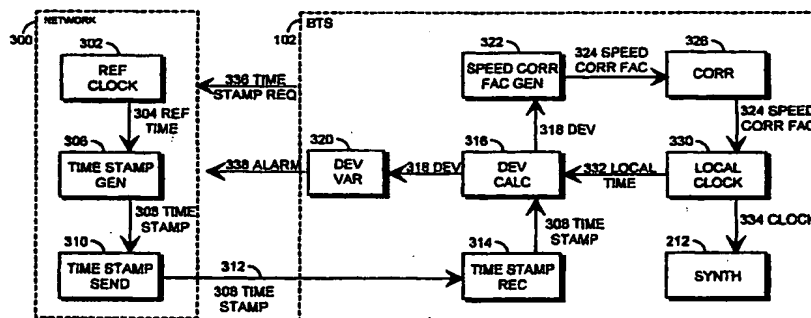 NETWORK
300
302
REF
CLOCK
304 REF
TIME
306
TIME STAMP
GEN
308 TIME
STAMP
310
TIME STAMP
SEND
336 TIME
STAMP REQ
338 ALARM
312
308 TIME
STAMP
BTS
102
320
DEV
VAR
318 DEV
322
SPEED CORR
FAC GEN
324 SPEED
CORR FAC
328
CORR
318 DEV
324 SPEED
CORR FAC
316
DEV
CALC
332 LOCAL
TIME
330
LOCAL
CLOCK
308 TIME
STAMP
334 CLOCK
314
TIME STAMP
REC
212
SYNTH